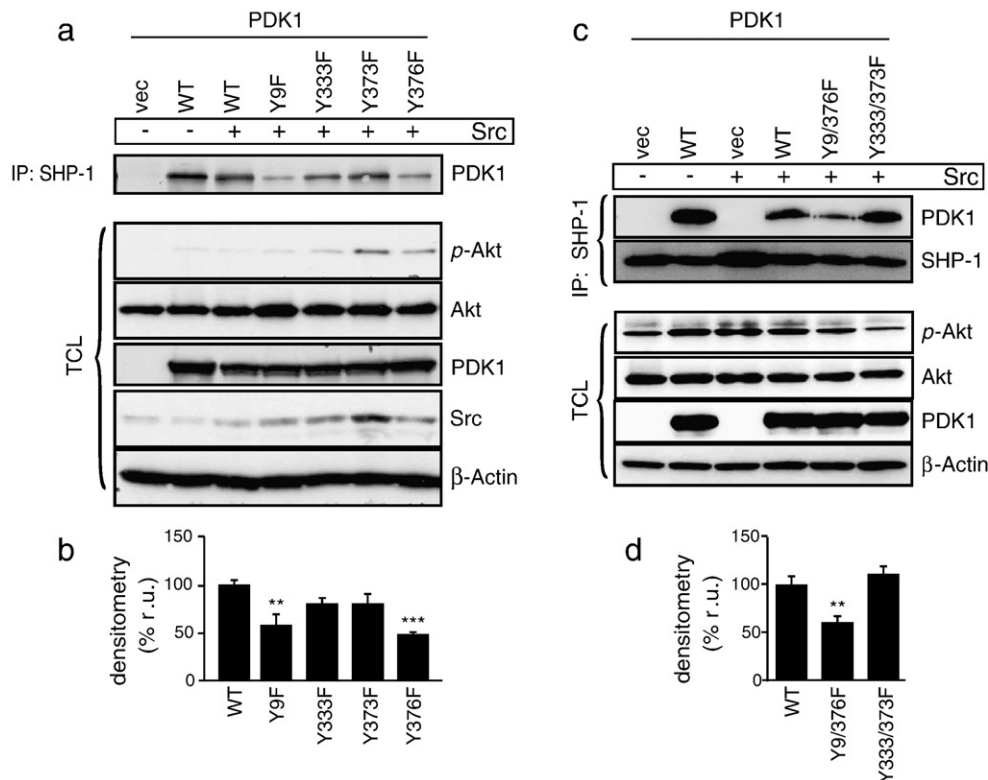 a
PDK1
vec WT WT Y9F Y333F Y373F Y376F
- - + + + + + Src
IP: SHP-1 PDK1
TCL
p-Akt
Akt
PDK1
Src
β-Actin
b
densitometry
(% r.u.)
150
100
50
0
** ***
WT Y9F Y333F Y373F Y376F
c
PDK1
vec WT vec WT Y9/376F Y333/373F
- - + + + + Src
IP: SHP-1
PDK1
SHP-1
TCL
p-Akt
Akt
PDK1
β-Actin
d
densitometry
(% r.u.)
150
100
50
0
**
WT Y9/376F Y333/373F